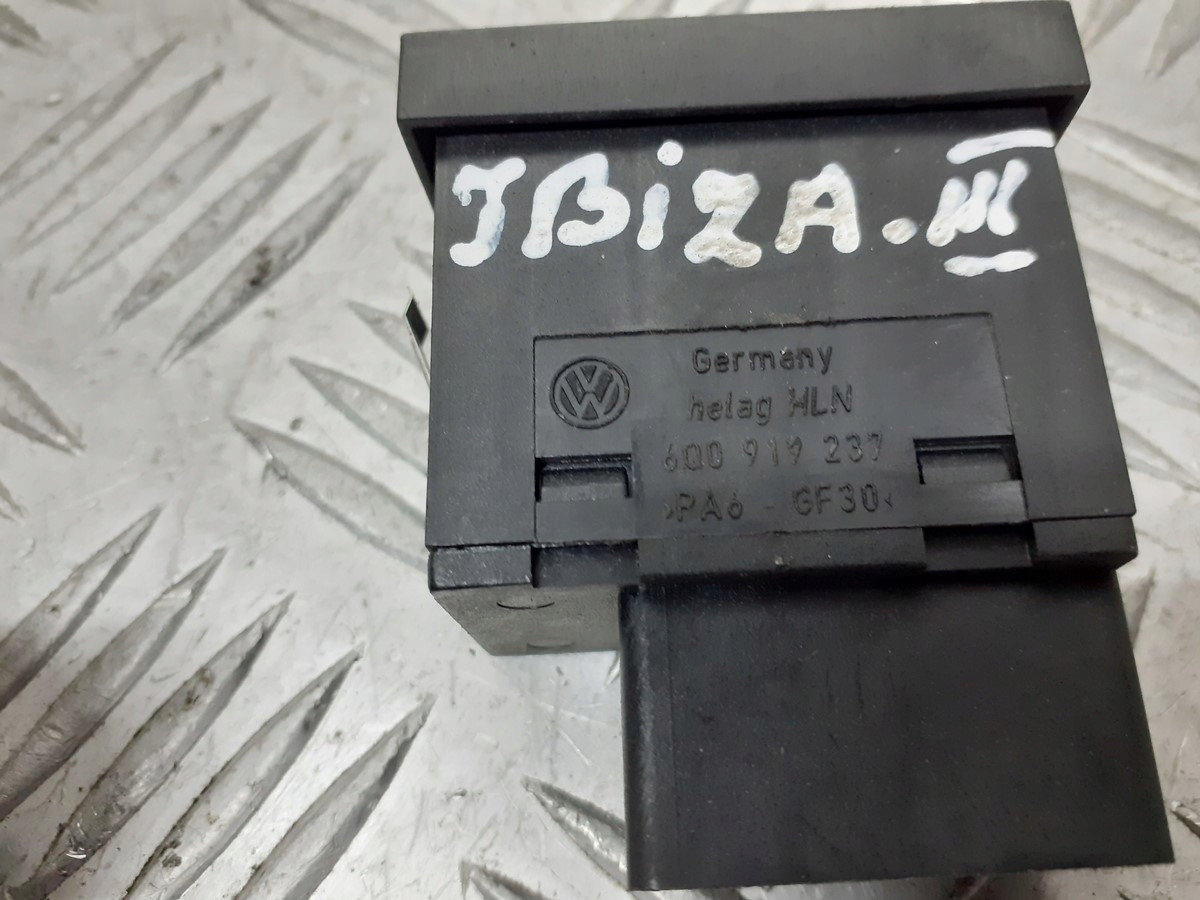 IBiZA.III
Germany
helag HLN
6Q0 919 237
>PA6 - GF30<